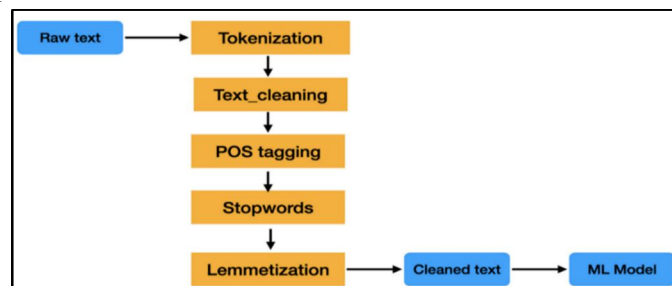 Raw text
Tokenization
Text_cleaning
POS tagging
Stopwords
Lemmetization
Cleaned text
ML Model